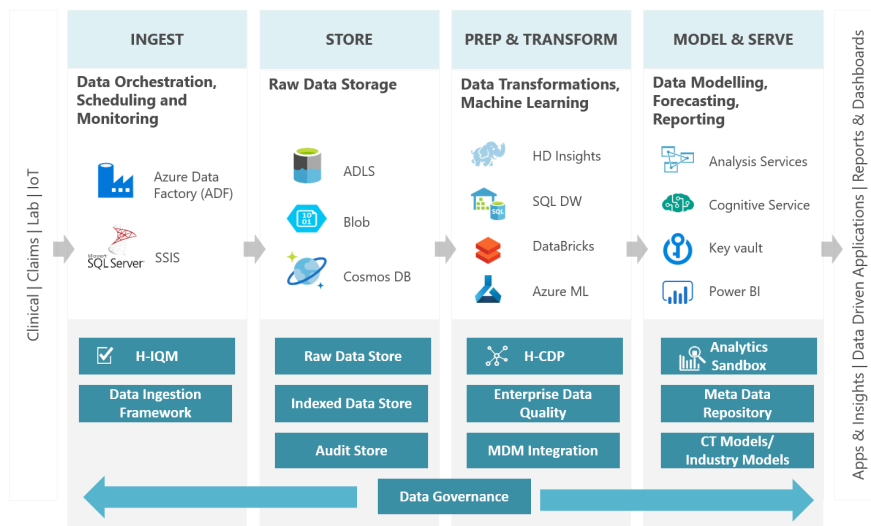 Clinical | Claims | Lab | IoT
INGEST
Data Orchestration,
Scheduling and
Monitoring
Azure Data
Factory (ADF)
Microsoft
SQL Server
SSIS
H-IQM
Data Ingestion
Framework
STORE
Raw Data Storage
ADLS
10
01
Blob
Cosmos DB
Raw Data Store
Indexed Data Store
Audit Store
PREP & TRANSFORM
Data Transformations,
Machine Learning
HD Insights
SQL
SQL DW
DataBricks
Azure ML
H-CDP
Enterprise Data
Quality
MDM Integration
MODEL & SERVE
Data Modelling,
Forecasting,
Reporting
Analysis Services
Cognitive Service
Key vault
Power BI
Analytics
Sandbox
Meta Data
Repository
CT Models/
Industry Models
Data Governance
Apps & Insights | Data Driven Applications | Reports & Dashboards